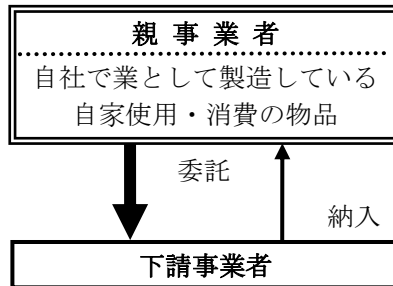 親事業者
自社で業として製造している
自家使用・消費の物品
委託
納入
下請事業者